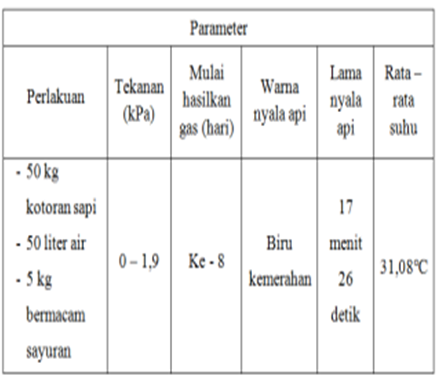 Parameter
Perlakuan
Tekanan
(kPa)
Mulai
hasilkan
gas (hari)
Warna
nyala api
Lama
nyala
api
Rata –
rata
suhu
- 50 kg
kotoran sapi
- 50 liter air
- 5 kg
bermacam
sayuran
0 – 1,9
Ke - 8
Biru
kemerahan
17
menit
26
detik
31,08℃